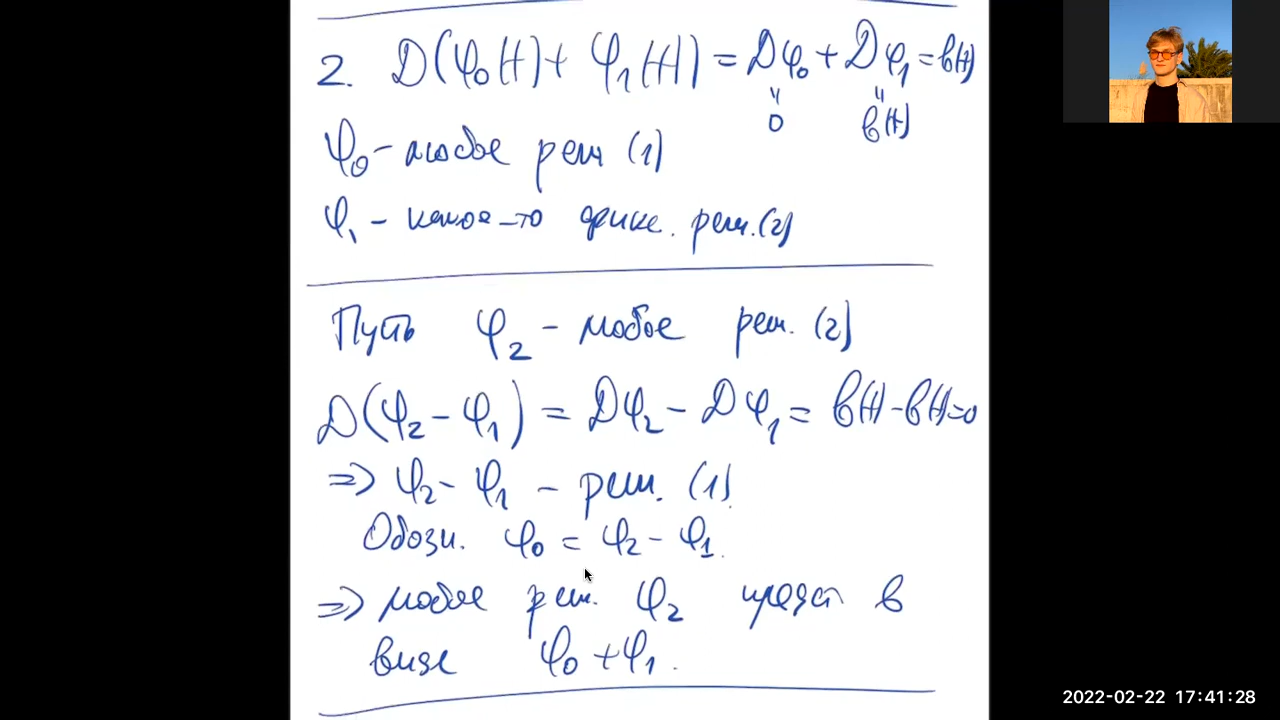 2. D(φ₀(t) + φ₁(t)) = Dφ₀ + Dφ₁ = b(t)
0 b(t)
φ₀ – любое реш (1)
φ₁ – какое-то фикс. реш. (2)
Пусть φ₂ – любое реш. (2)
D(φ₂ – φ₁) = Dφ₂ – Dφ₁ = b(t) – b(t) = 0
⇒ φ₂ – φ₁ – реш. (1).
Обозн. φ₀ = φ₂ – φ₁.
⇒ любое реш. φ₂ предст в
виде φ₀ + φ₁.
2022-02-22 17:41:28